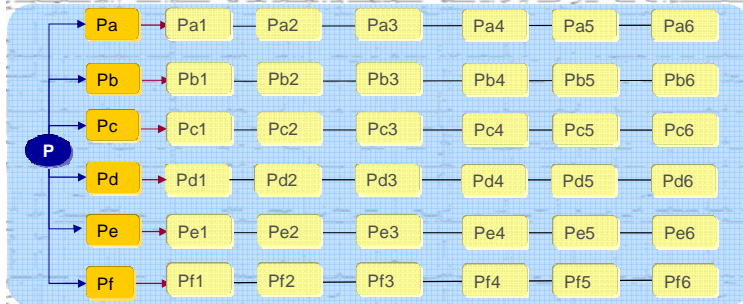 Pa Pa1 Pa2 Pa3 Pa4 Pa5 Pa6
Pb Pb1 Pb2 Pb3 Pb4 Pb5 Pb6
Pc Pc1 Pc2 Pc3 Pc4 Pc5 Pc6
P
Pd Pd1 Pd2 Pd3 Pd4 Pd5 Pd6
Pe Pe1 Pe2 Pe3 Pe4 Pe5 Pe6
Pf Pf1 Pf2 Pf3 Pf4 Pf5 Pf6